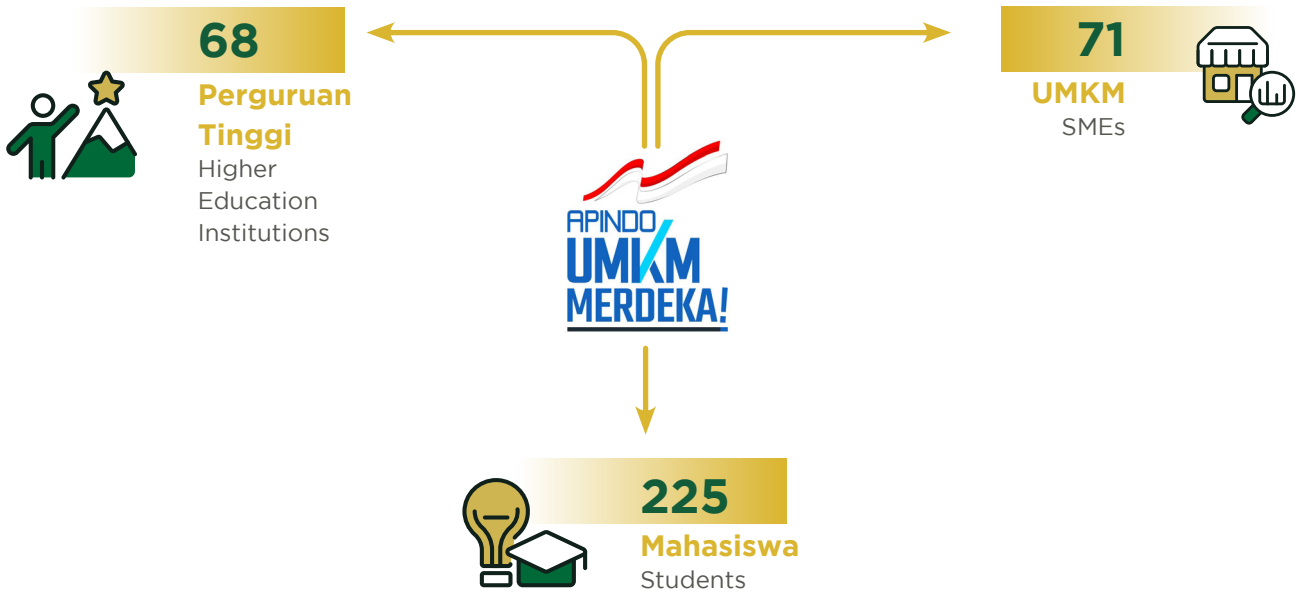 68
Perguruan
Tinggi
Higher
Education
Institutions
71
UMKM
SMEs
APINDO
UMKM
MERDEKA!
225
Mahasiswa
Students